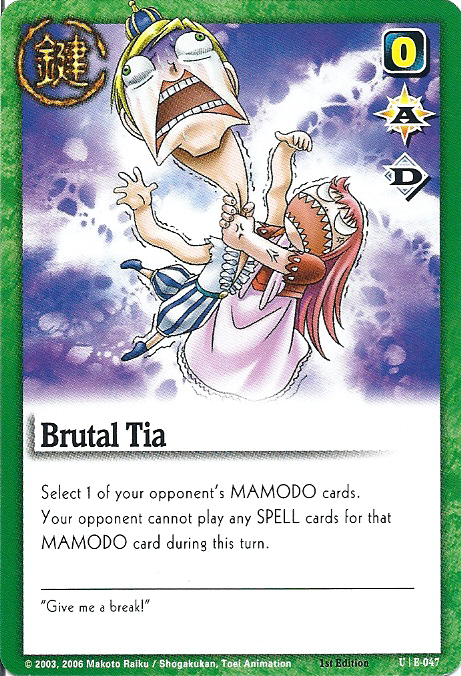 鍵
0
A
D
Brutal Tia
Select 1 of your opponent's MAMODO cards.
Your opponent cannot play any SPELL cards for that
MAMODO card during this turn.
"Give me a break!"
© 2003, 2006 Makoto Raiku / Shogakukan, Toei Animation 1st Edition U | E-047